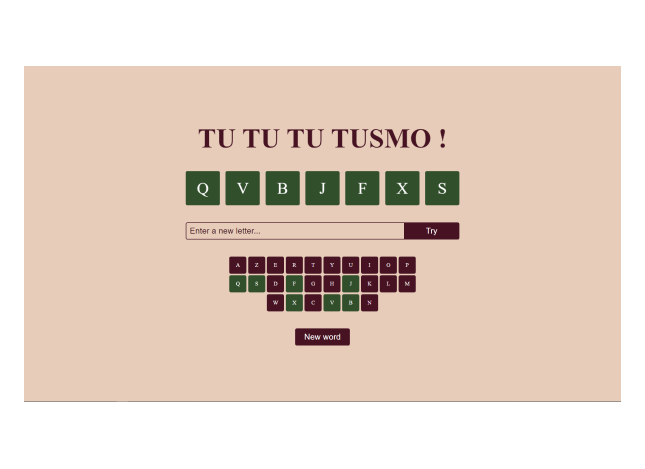 TU TU TU TUSMO !
Q V B J F X S
Enter a new letter... Try
A Z E R T Y U I O P
Q S D F G H J K L M
W X C V B N
New word